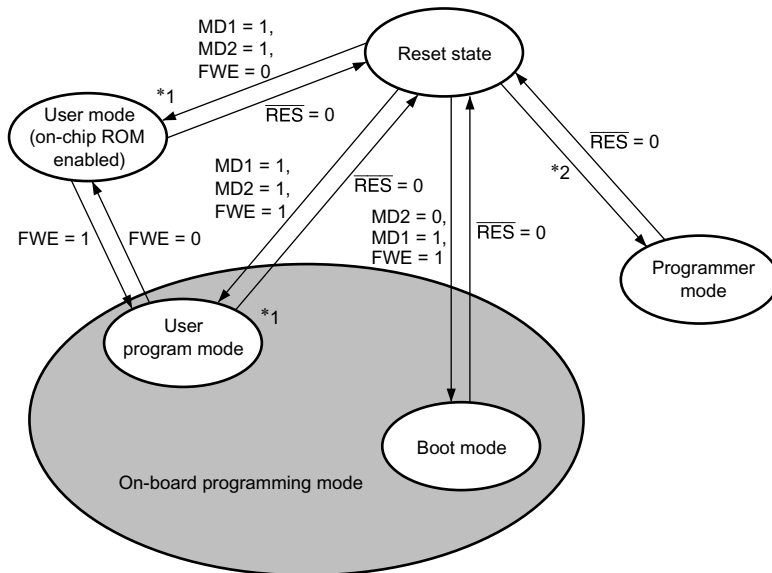 MD1 = 1,
MD2 = 1,
FWE = 0
Reset state
*1
RES = 0
User mode
(on-chip ROM
enabled)
RES = 0
*2
MD1 = 1,
MD2 = 1,
FWE = 1
RES = 0
MD2 = 0,
MD1 = 1,
FWE = 1
RES = 0
FWE = 1
FWE = 0
Programmer
mode
*1
User
program mode
Boot mode
On-board programming mode